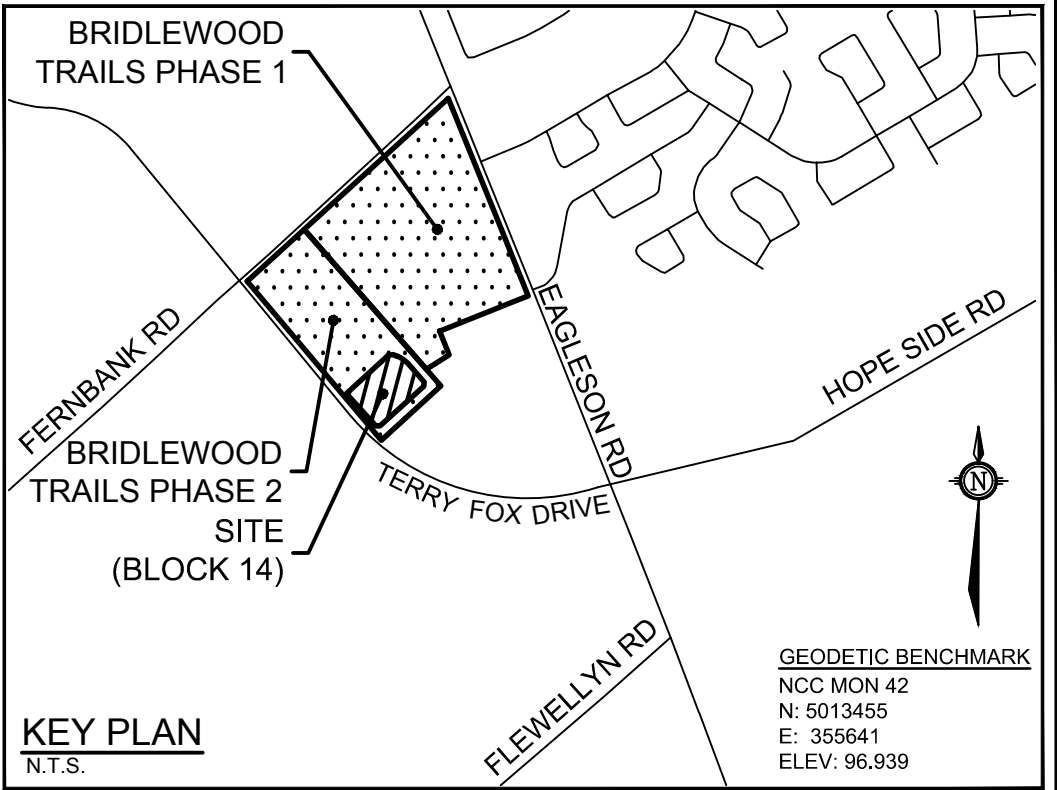 BRIDLEWOOD
TRAILS PHASE 1
FERNBANK RD
EAGLESON RD
HOPE SIDE RD
BRIDLEWOOD
TRAILS PHASE 2
SITE
(BLOCK 14)
TERRY FOX DRIVE
N
FLEWELLYN RD
GEODETIC BENCHMARK
NCC MON 42
N: 5013455
E: 355641
ELEV: 96.939
KEY PLAN
N.T.S.